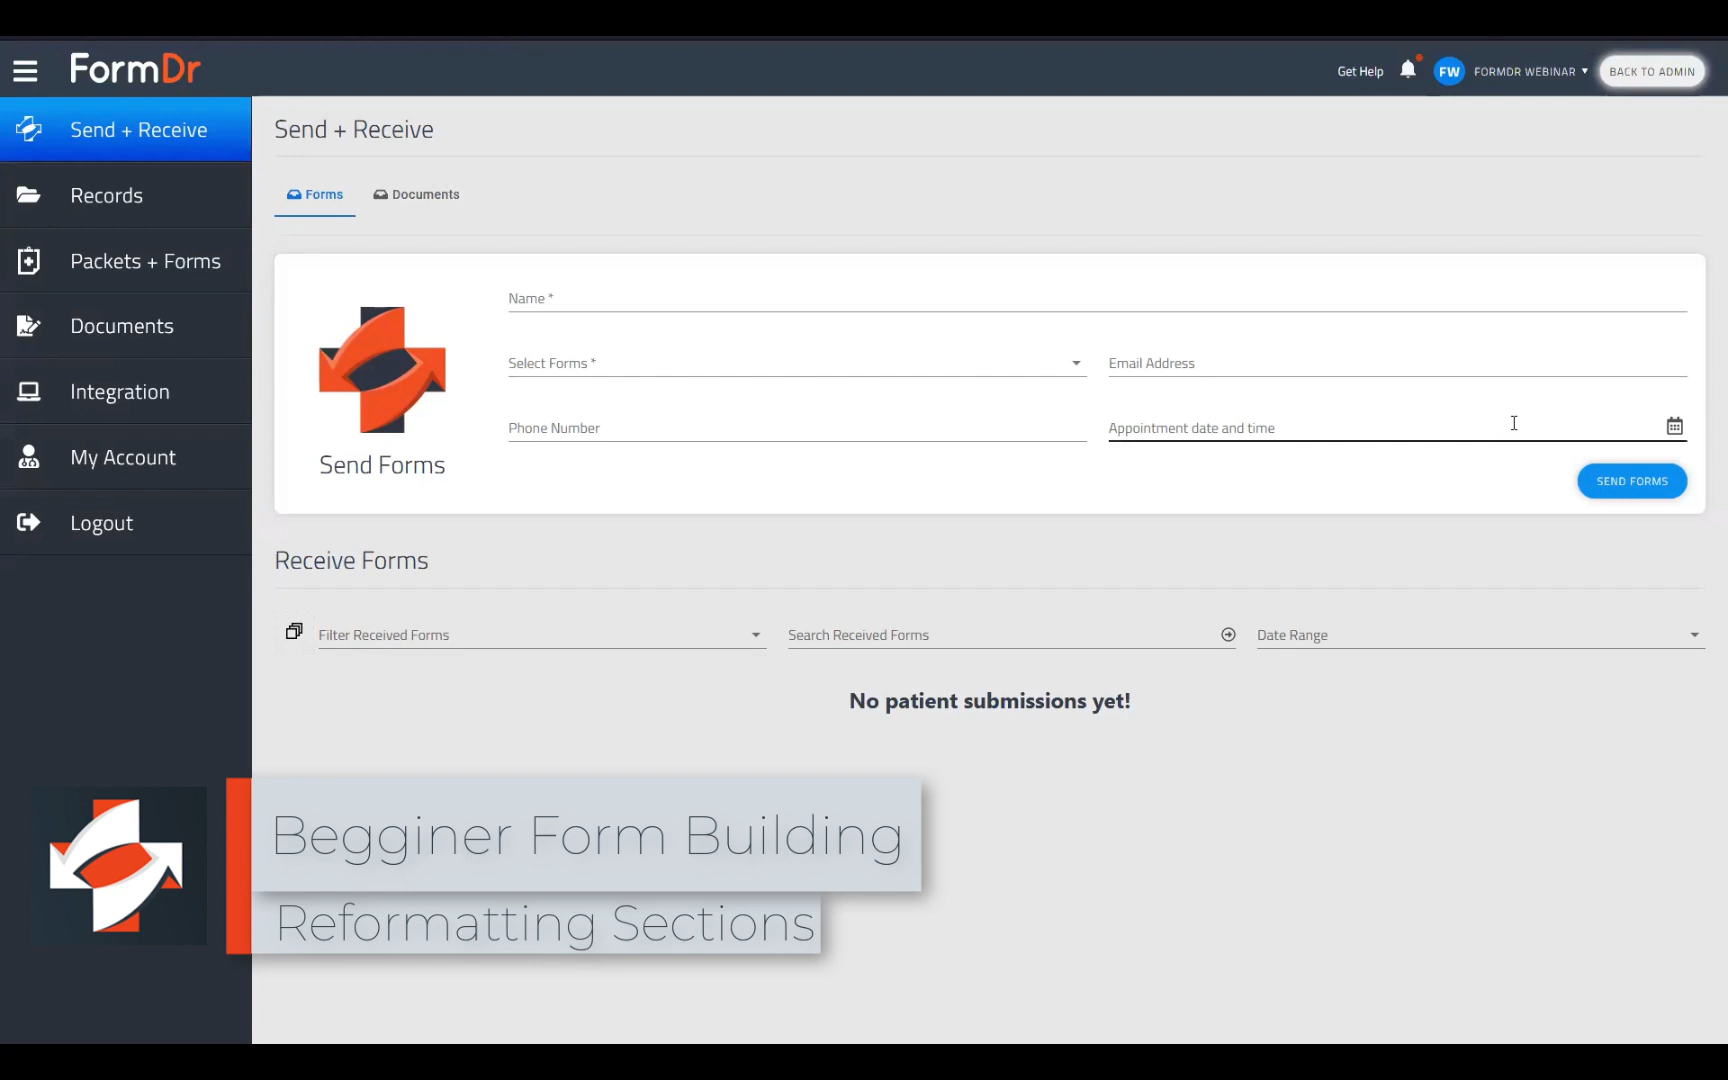 FormDr
Get Help
FW
FORMDR WEBINAR
BACK TO ADMIN
Send + Receive
Records
Packets + Forms
Documents
Integration
My Account
Logout
Send + Receive
Forms
Documents
Name *
Select Forms *
Email Address
Phone Number
Appointment date and time
Send Forms
SEND FORMS
Receive Forms
Filter Received Forms
Search Received Forms
Date Range
No patient submissions yet!
Begginer Form Building
Reformatting Sections